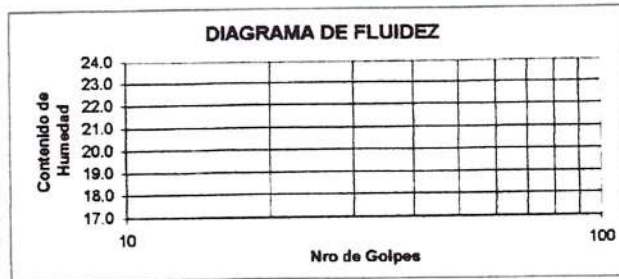 DIAGRAMA DE FLUIDEZ
Contenido de
Humedad
24.0
23.0
22.0
21.0
20.0
19.0
18.0
17.0
10
100
Nro de Golpes